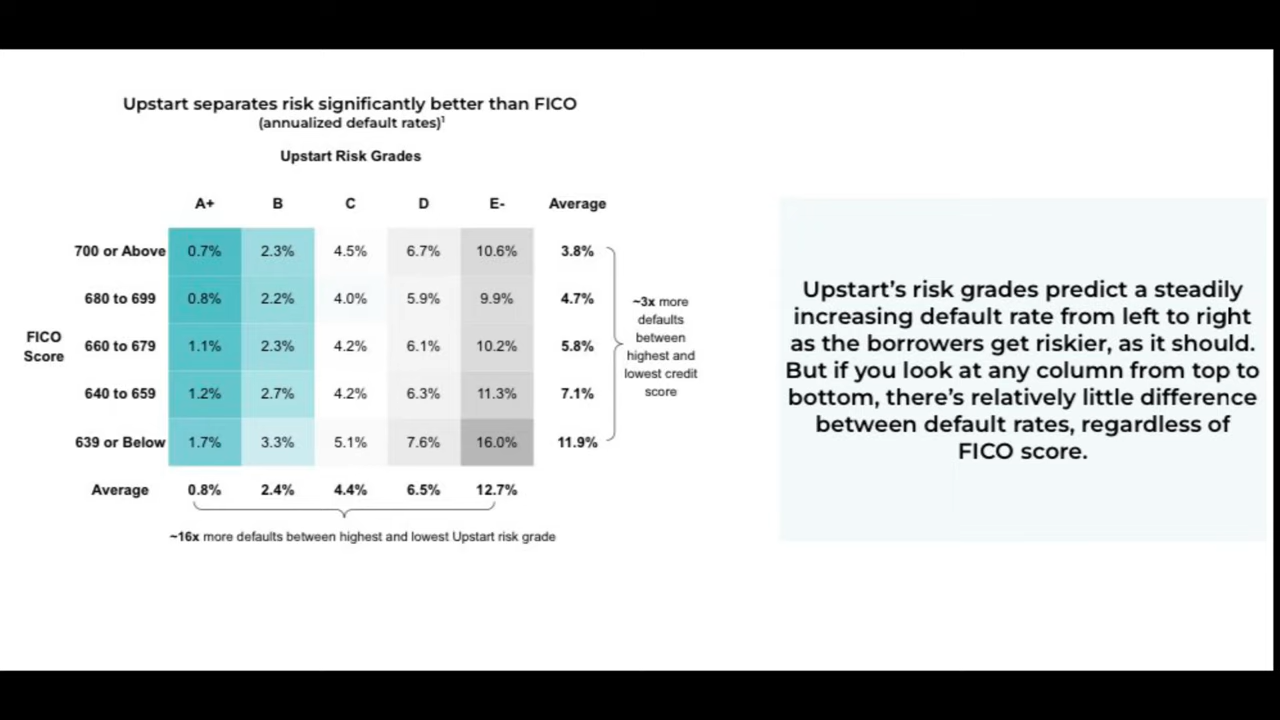 Upstart separates risk significantly better than FICO
(annualized default rates)¹
Upstart Risk Grades
A+ B C D E- Average
700 or Above 0.7% 2.3% 4.5% 6.7% 10.6% 3.8%
680 to 699 0.8% 2.2% 4.0% 5.9% 9.9% 4.7%
FICO
Score
660 to 679 1.1% 2.3% 4.2% 6.1% 10.2% 5.8%
640 to 659 1.2% 2.7% 4.2% 6.3% 11.3% 7.1%
639 or Below 1.7% 3.3% 5.1% 7.6% 16.0% 11.9%
Average 0.8% 2.4% 4.4% 6.5% 12.7%
~3x more
defaults
between
highest and
lowest credit
score
~16x more defaults between highest and lowest Upstart risk grade
Upstart's risk grades predict a steadily
increasing default rate from left to right
as the borrowers get riskier, as it should.
But if you look at any column from top to
bottom, there's relatively little difference
between default rates, regardless of
FICO score.